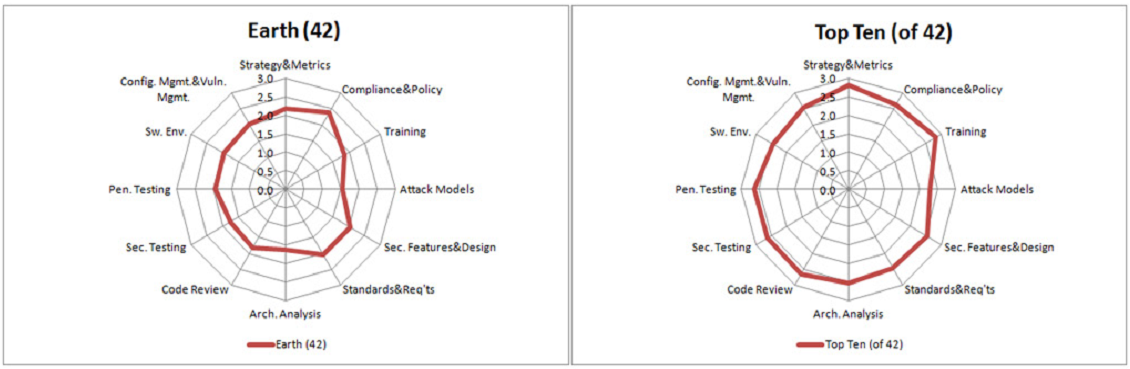 Earth (42)
Strategy&Metrics
3.0
2.5
2.0
1.5
1.0
0.5
0.0
Compliance&Policy
Training
Attack Models
Sec. Features&Design
Standards&Req'ts
Arch. Analysis
Code Review
Sec. Testing
Pen. Testing
Sw. Env.
Config. Mgmt.&Vuln.
Mgmt.
Earth (42)
Top Ten (of 42)
Strategy&Metrics
3.0
2.5
2.0
1.5
1.0
0.5
0.0
Compliance&Policy
Training
Attack Models
Sec. Features&Design
Standards&Req'ts
Arch. Analysis
Code Review
Sec. Testing
Pen. Testing
Sw. Env.
Config. Mgmt.&Vuln.
Mgmt.
Top Ten (of 42)